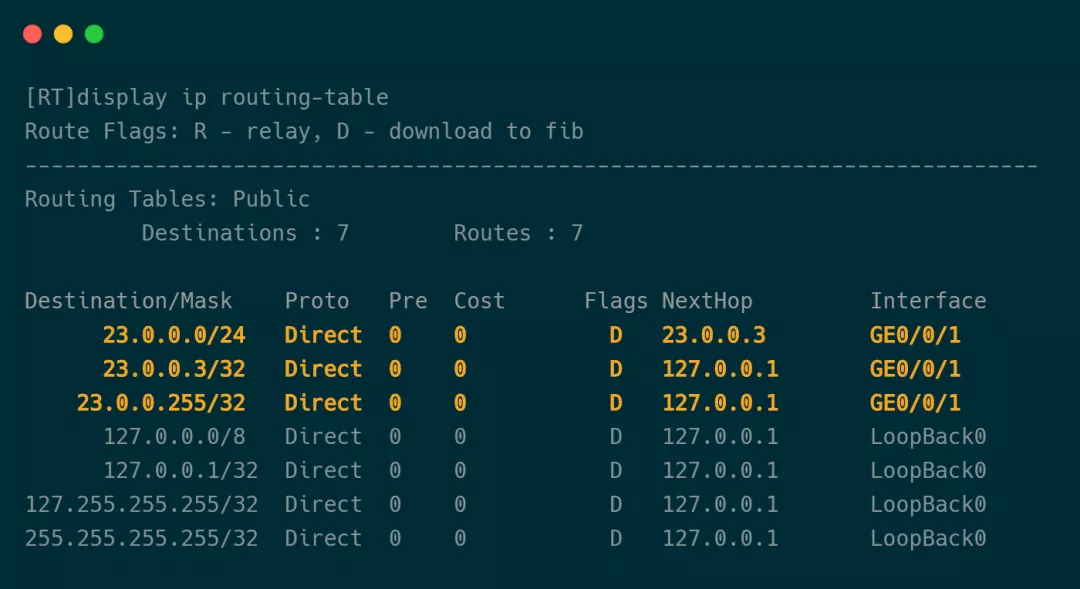 [RT]display ip routing-table
Route Flags: R - relay, D - download to fib
------------------------------------------------------------------------------
Routing Tables: Public
         Destinations : 7        Routes : 7

Destination/Mask    Proto   Pre  Cost      Flags NextHop         Interface
      23.0.0.0/24   Direct  0    0           D   23.0.0.3        GE0/0/1
      23.0.0.3/32   Direct  0    0           D   127.0.0.1       GE0/0/1
    23.0.0.255/32   Direct  0    0           D   127.0.0.1       GE0/0/1
      127.0.0.0/8   Direct  0    0           D   127.0.0.1       LoopBack0
      127.0.0.1/32  Direct  0    0           D   127.0.0.1       LoopBack0
127.255.255.255/32  Direct  0    0           D   127.0.0.1       LoopBack0
255.255.255.255/32  Direct  0    0           D   127.0.0.1       LoopBack0